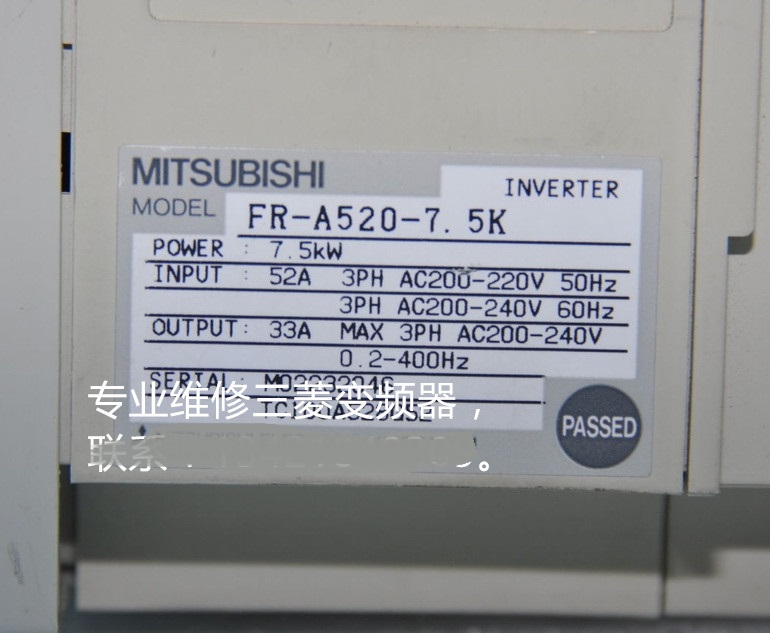 MITSUBISHI
INVERTER
MODEL FR-A520-7.5K
POWER : 7.5kW
INPUT : 52A 3PH AC200-220V 50Hz
3PH AC200-240V 60Hz
OUTPUT: 33A MAX 3PH AC200-240V
0.2-400Hz
SERIAL:
专业维修三菱变频器，
联系：
PASSED